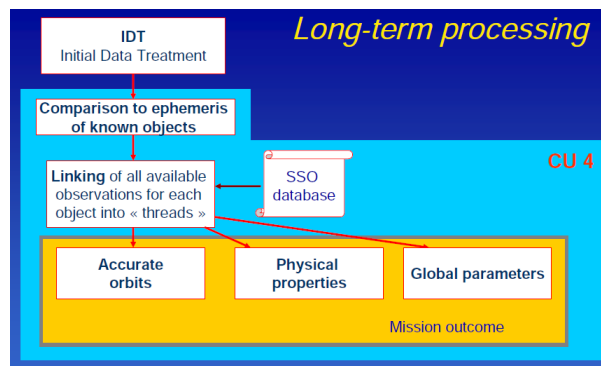 Long-term processing
IDT
Initial Data Treatment
Comparison to ephemeris
of known objects
CU 4
Linking of all available
observations for each
object into « threads »
SSO
database
Accurate
orbits
Physical
properties
Global parameters
Mission outcome